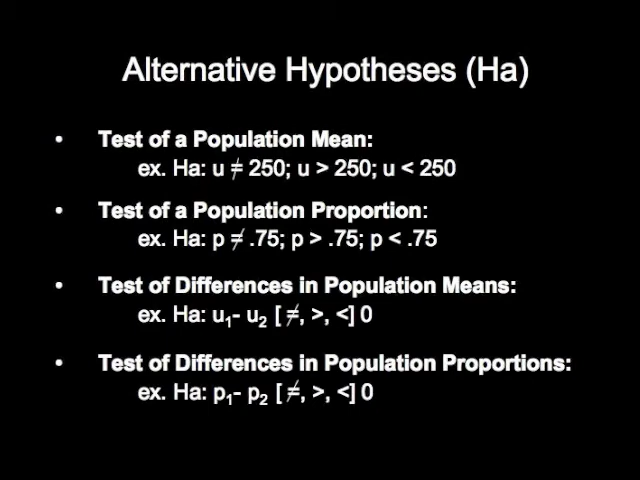 Alternative Hypotheses (Ha)
• Test of a Population Mean:
ex. Ha: u ≠ 250; u > 250; u < 250
• Test of a Population Proportion:
ex. Ha: p ≠ .75; p > .75; p < .75
• Test of Differences in Population Means:
ex. Ha: u₁- u₂ [ ≠, >, <] 0
• Test of Differences in Population Proportions:
ex. Ha: p₁- p₂ [ ≠, >, <] 0